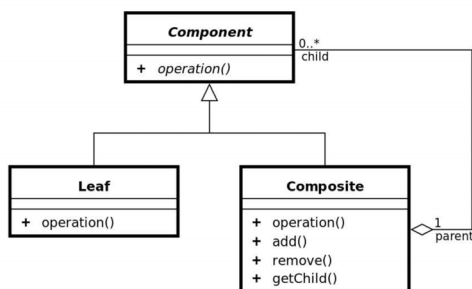 Component
+ operation()
0..*
child
Leaf
+ operation()
Composite
+ operation()
+ add()
+ remove()
+ getChild()
1
parent